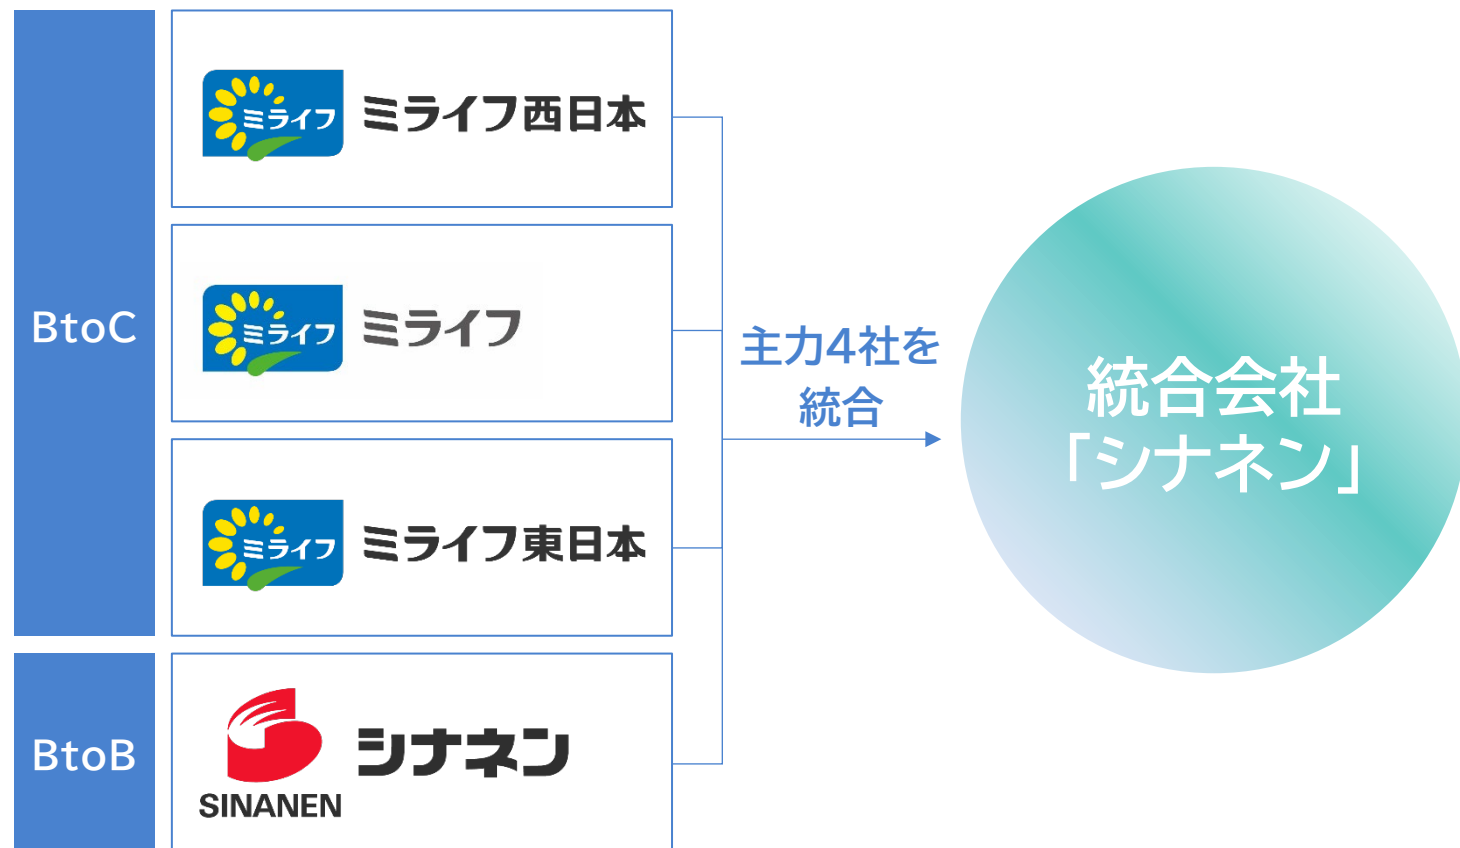 BtoC
ミライフ ミライフ西日本
ミライフ ミライフ
ミライフ ミライフ東日本
BtoB
シナネン
SINANEN
主力4社を
統合
統合会社
「シナネン」